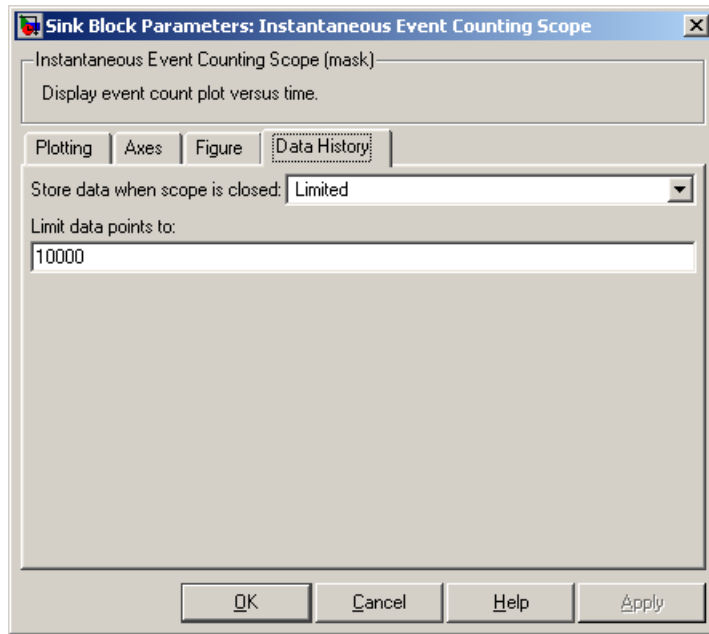 Sink Block Parameters: Instantaneous Event Counting Scope
Instantaneous Event Counting Scope (mask)
Display event count plot versus time.
Plotting Axes Figure Data History
Store data when scope is closed: Limited
Limit data points to:
10000
OK Cancel Help Apply